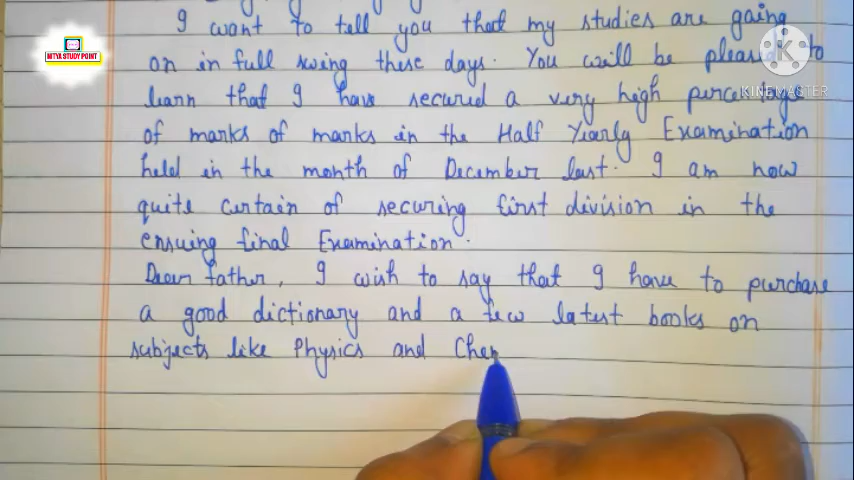 I want to tell you that my studies are going
on in full swing these days. You will be pleased to
learn that I have secured a very high percentage
of marks of marks in the Half Yearly Examination
held in the month of December last. I am now
quite certain of securing first division in the
ensuing final Examination.
Dear father, I wish to say that I have to purchase
a good dictionary and a few latest books on
subjects like Physics and Chem
NITYA STUDY POINT
KINEMASTER